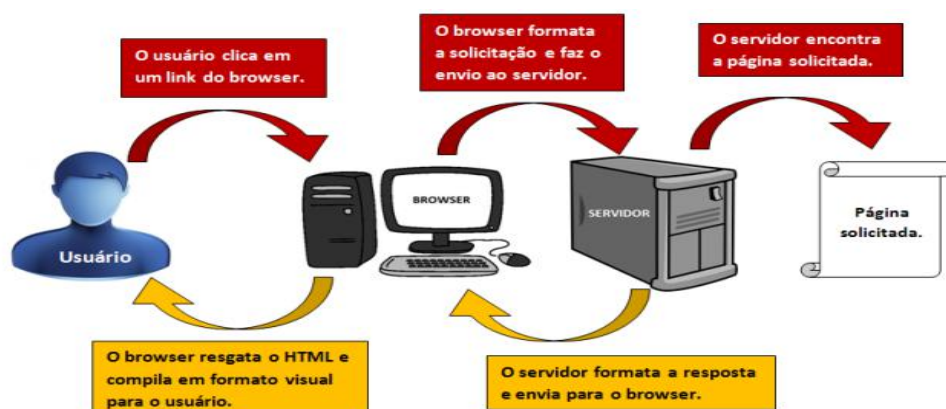 O usuário clica em
um link do browser.
O browser formata
a solicitação e faz o
envio ao servidor.
O servidor encontra
a página solicitada.
Usuário
BROWSER
SERVIDOR
Página
solicitada.
O browser resgata o HTML e
compila em formato visual
para o usuário.
O servidor formata a resposta
e envia para o browser.